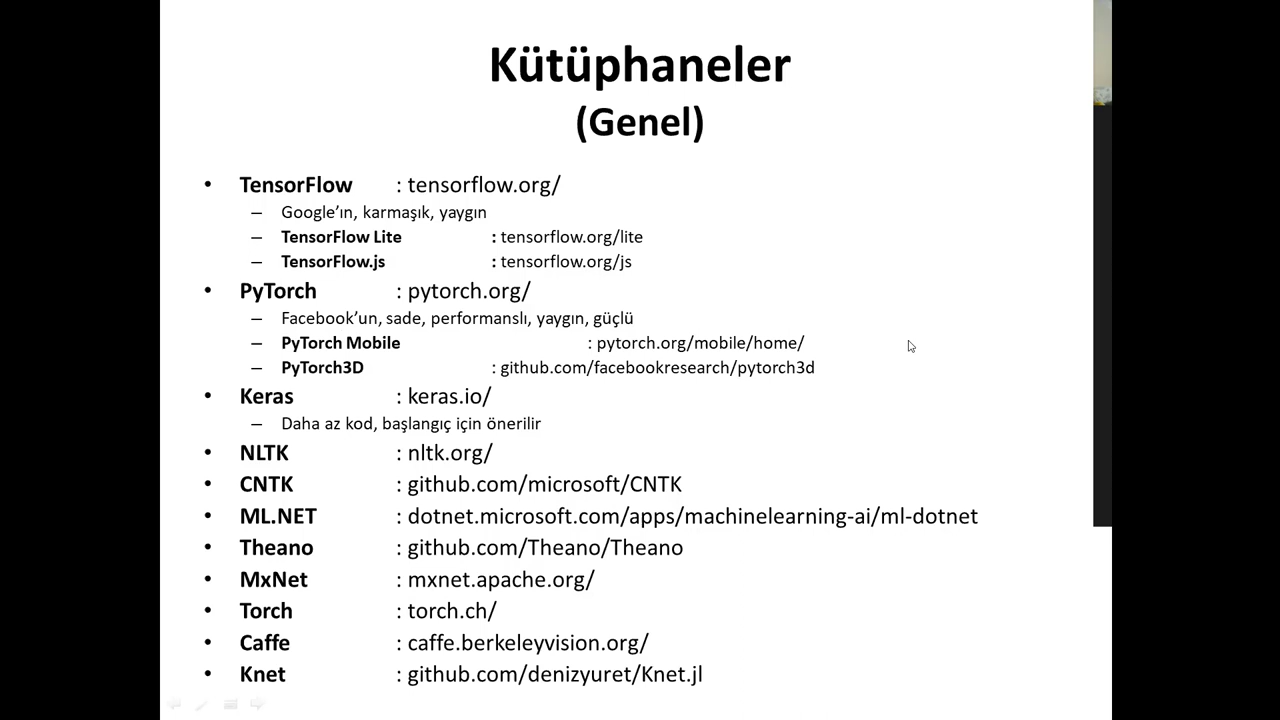 Kütüphaneler
(Genel)
• TensorFlow : tensorflow.org/
– Google’ın, karmaşık, yaygın
– TensorFlow Lite : tensorflow.org/lite
– TensorFlow.js : tensorflow.org/js
• PyTorch : pytorch.org/
– Facebook’un, sade, performanslı, yaygın, güçlü
– PyTorch Mobile : pytorch.org/mobile/home/
– PyTorch3D : github.com/facebookresearch/pytorch3d
• Keras : keras.io/
– Daha az kod, başlangıç için önerilir
• NLTK : nltk.org/
• CNTK : github.com/microsoft/CNTK
• ML.NET : dotnet.microsoft.com/apps/machinelearning-ai/ml-dotnet
• Theano : github.com/Theano/Theano
• MxNet : mxnet.apache.org/
• Torch : torch.ch/
• Caffe : caffe.berkeleyvision.org/
• Knet : github.com/denizyuret/Knet.jl